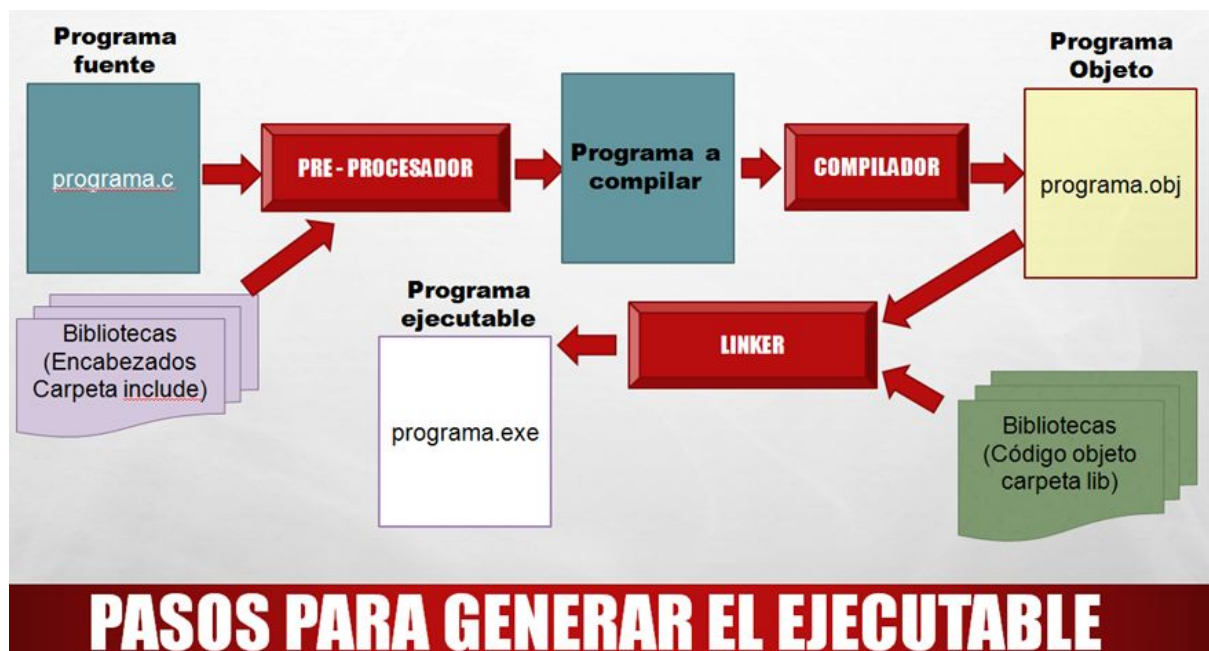 Programa
fuente
programa.c
PRE - PROCESADOR
Programa a
compilar
COMPILADOR
Programa
Objeto
programa.obj
Bibliotecas
(Encabezados
Carpeta include)
Programa
ejecutable
programa.exe
LINKER
Bibliotecas
(Código objeto
carpeta lib)
PASOS PARA GENERAR EL EJECUTABLE